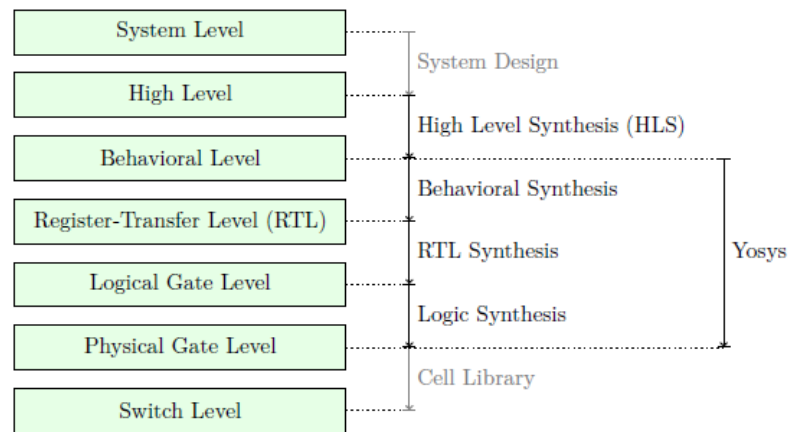 System Level
System Design
High Level
High Level Synthesis (HLS)
Behavioral Level
Behavioral Synthesis
Register-Transfer Level (RTL)
RTL Synthesis
Yosys
Logical Gate Level
Logic Synthesis
Physical Gate Level
Cell Library
Switch Level